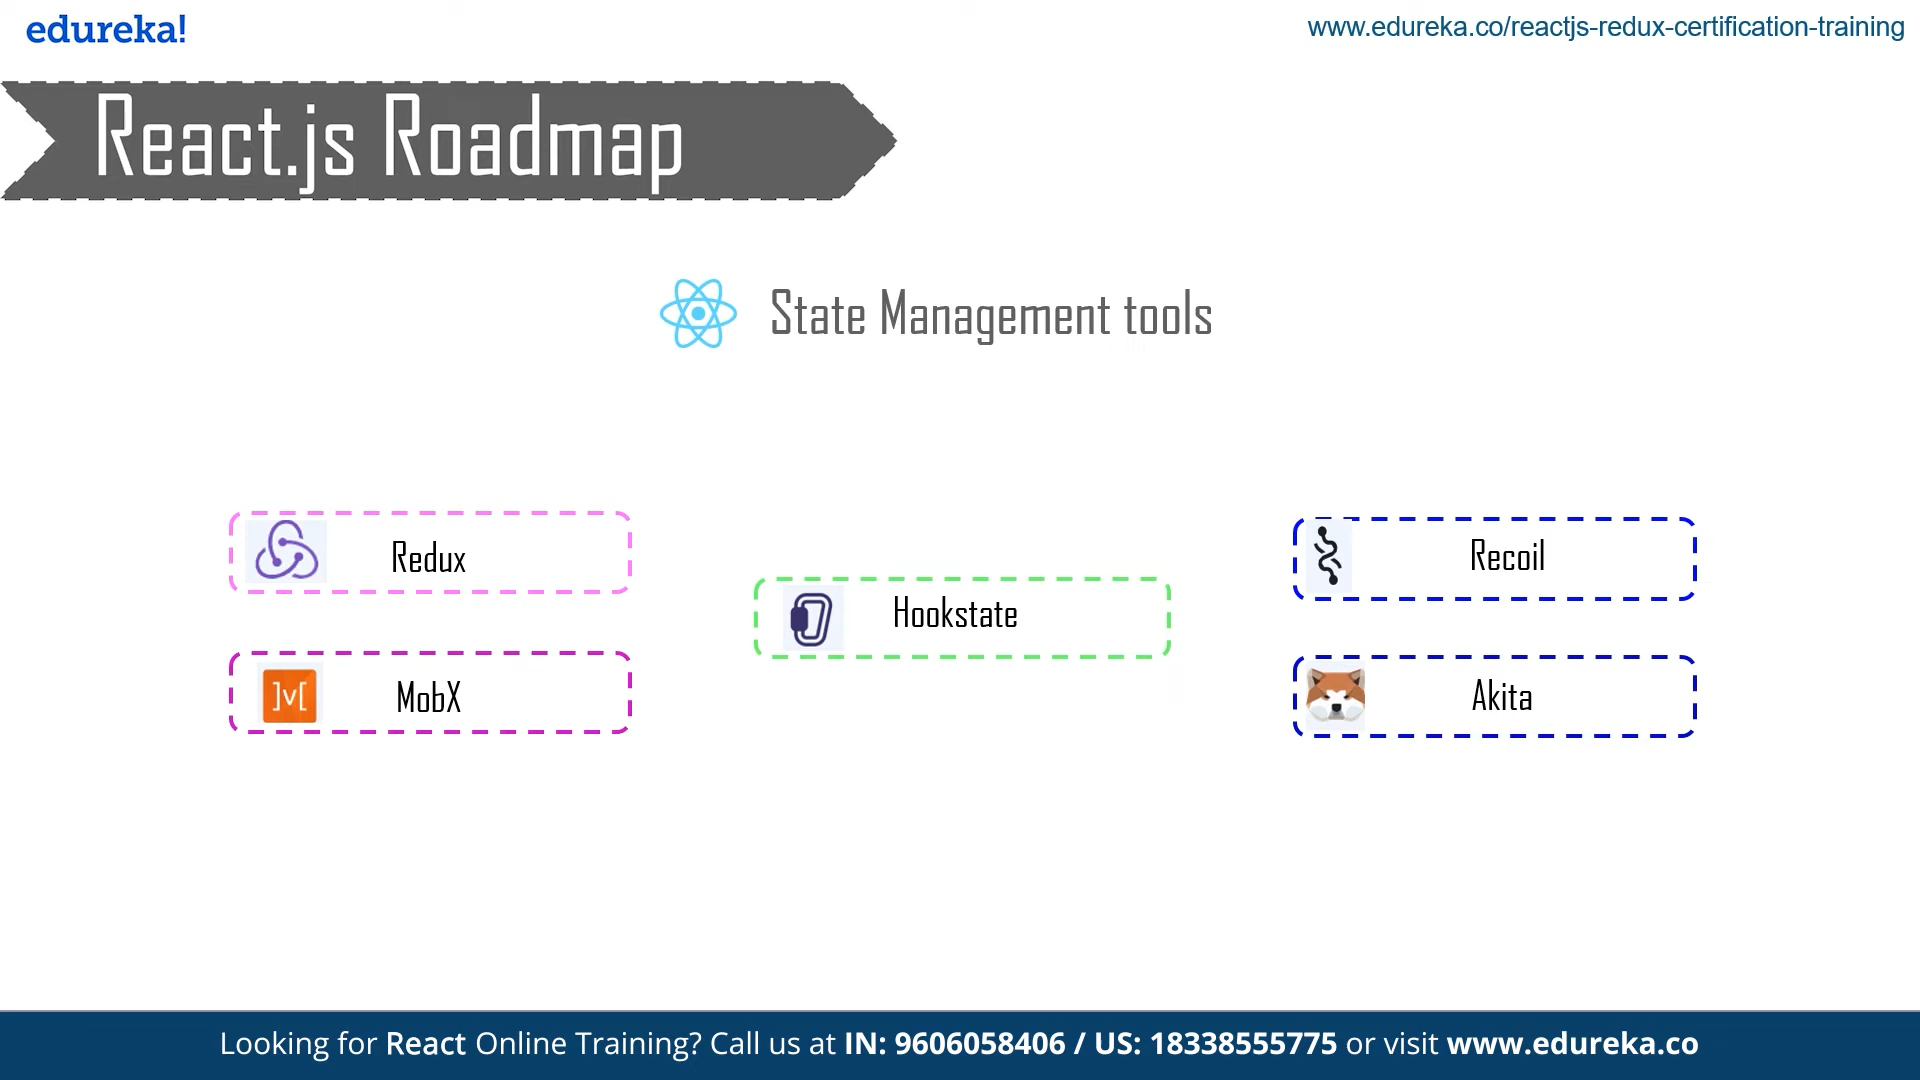 edureka!
www.edureka.co/reactjs-redux-certification-training
React.js Roadmap
State Management tools
Redux
MobX
Hookstate
Recoil
Akita
Looking for React Online Training? Call us at IN: 9606058406 / US: 18338555775 or visit www.edureka.co